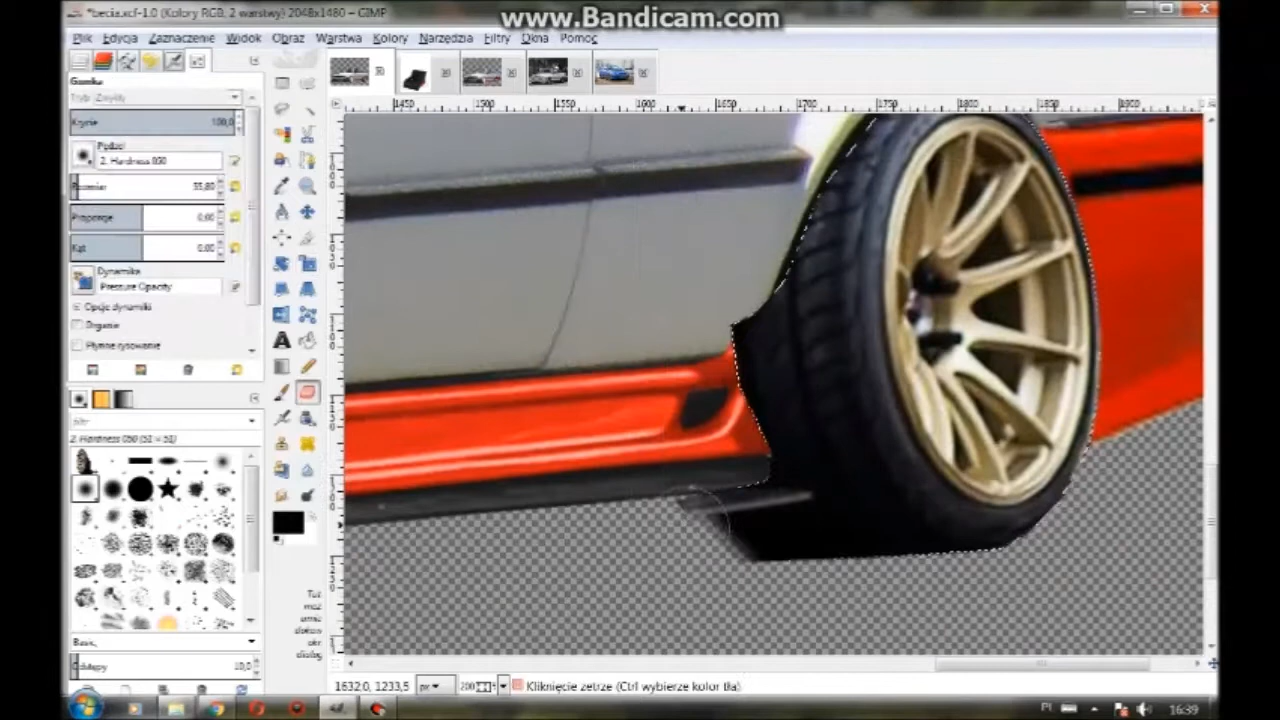 www.Bandicam.com
*becia.xcf-1.0 (Kolory RGB, 2 warstwy) 2048x1480 – GIMP
Plik Edycja Zaznaczenie Widok Obraz Warstwa Kolory Narzędzia Filtry Okna Pomoc
Gumka
Tryb: Zwykły
Krycie 100,0
Pędzel
2. Hardness 050
Rozmiar 55,80
Proporcje 0,00
Kąt 0,00
Dynamika
Pressure Opacity
Opcje dynamiki
Płynne rysowanie
filtr
2. Hardness 050 (51 × 51)
Basic,
Odstępy 10,0
1450 1500 1550 1600 1650 1700 1750 1800 1850 1900
1632,0, 1233,5 px 200 Kliknięcie zetrze (Ctrl wybierze kolor tła)
PL 16:39